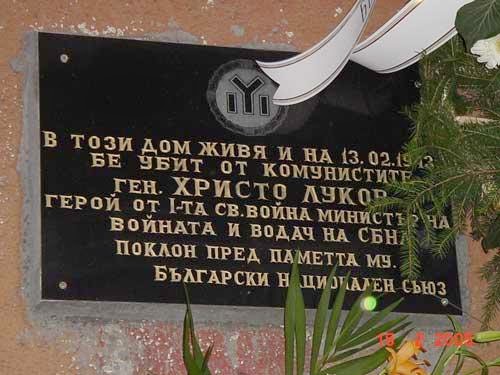 В ТОЗИ ДОМ ЖИВЯ И НА 13.02.1943
БЕ УБИТ ОТ КОМУНИСТИТЕ
ГЕН. ХРИСТО ЛУКОВ
ГЕРОЙ ОТ I-ТА СВ.ВОЙНА МИНИСТЪР НА
ВОЙНАТА И ВОДАЧ НА СБНЛ
ПОКЛОН ПРЕД ПАМЕТТА МУ.
БЪЛГАРСКИ НАЦИОНАЛЕН СЪЮЗ